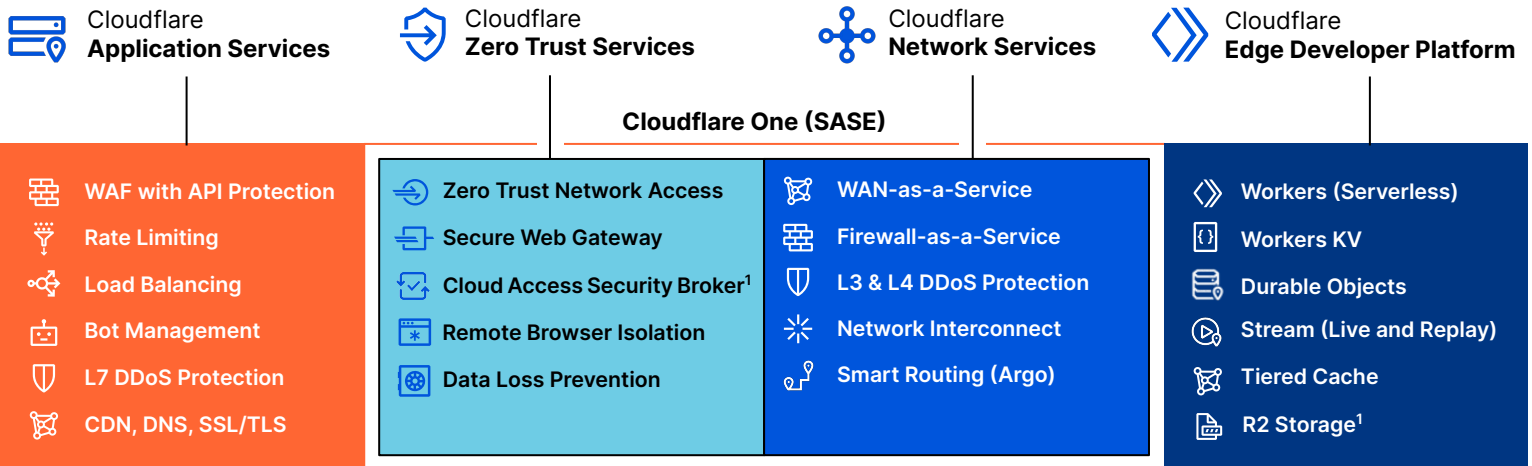 Cloudflare
Application Services
Cloudflare
Zero Trust Services
Cloudflare
Network Services
Cloudflare
Edge Developer Platform
Cloudflare One (SASE)
WAF with API Protection
Rate Limiting
Load Balancing
Bot Management
L7 DDoS Protection
CDN, DNS, SSL/TLS
Zero Trust Network Access
Secure Web Gateway
Cloud Access Security Broker¹
Remote Browser Isolation
Data Loss Prevention
WAN-as-a-Service
Firewall-as-a-Service
L3 & L4 DDoS Protection
Network Interconnect
Smart Routing (Argo)
Workers (Serverless)
Workers KV
Durable Objects
Stream (Live and Replay)
Tiered Cache
R2 Storage¹